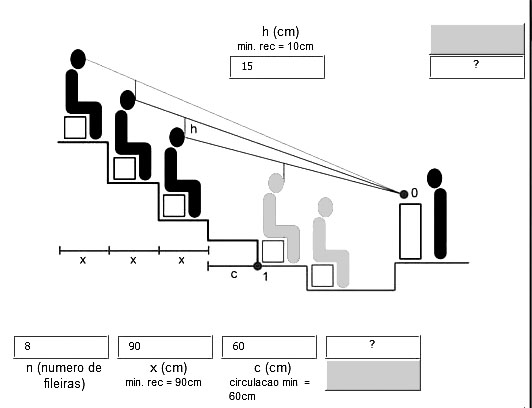 h (cm)
min. rec = 10cm
15
?
h
0
x
x
x
c
1
8
90
60
?
n (numero de
fileiras)
x (cm)
min. rec = 90cm
c (cm)
circulacao min =
60cm